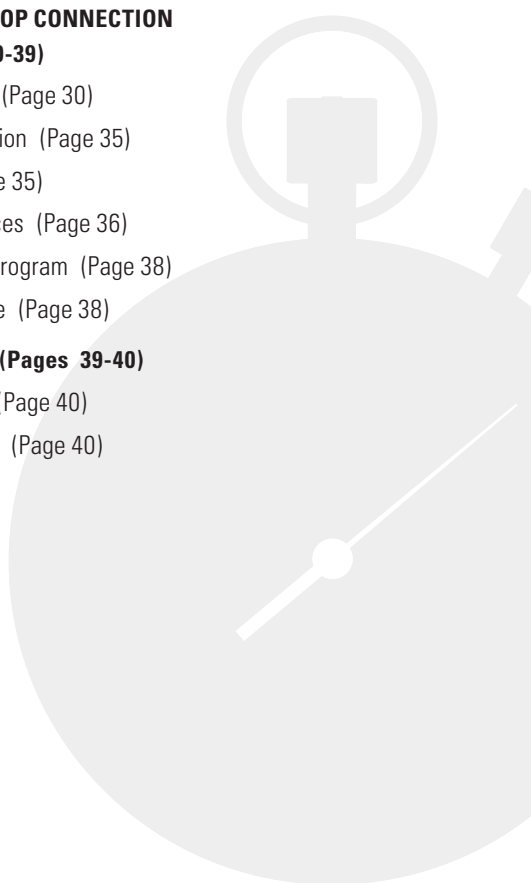 OP CONNECTION
-39)
(Page 30)
ion (Page 35)
e 35)
es (Page 36)
rogram (Page 38)
e (Page 38)
(Pages 39-40)
(Page 40)
(Page 40)